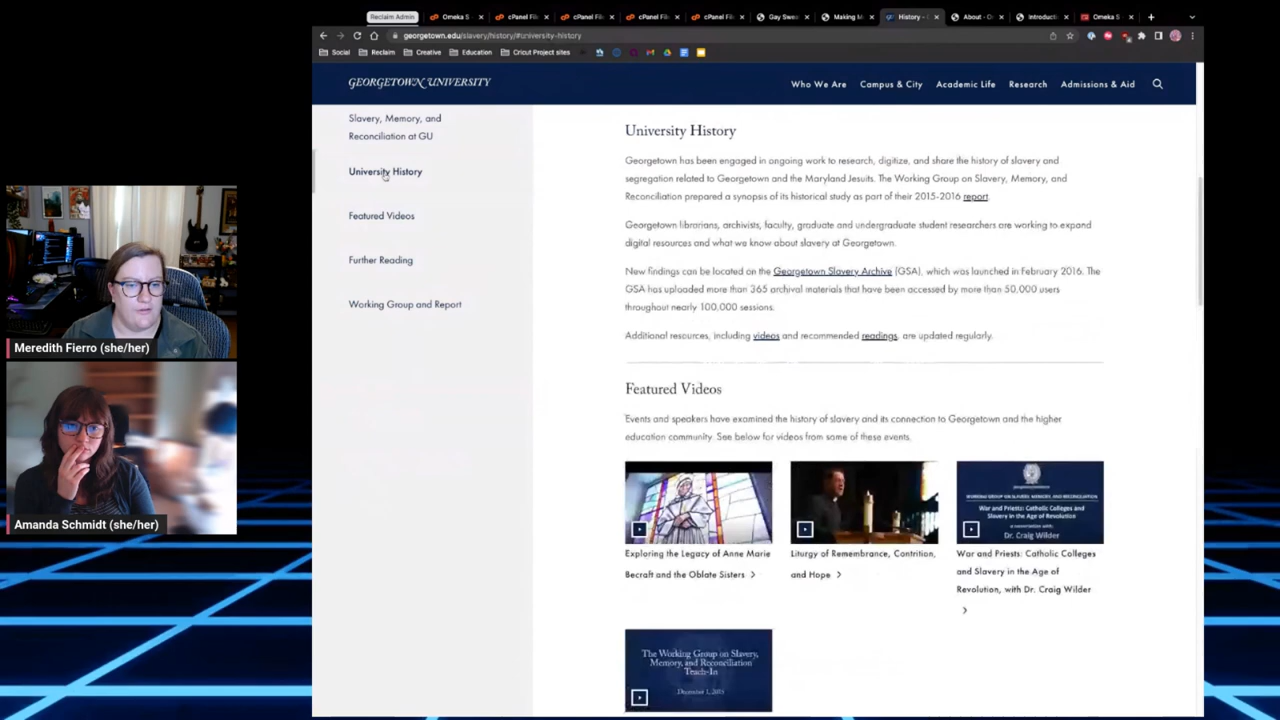 Reclaim Admin
Omeka S -
cPanel File
cPanel File
cPanel File
cPanel File
Gay Swea
Making M
History -
About - O
Introducti
Omeka S
georgetown.edu/slavery/history/#university-history
Social
Reclaim
Creative
Education
Cricut Project sites
GEORGETOWN UNIVERSITY
Who We Are
Campus & City
Academic Life
Research
Admissions & Aid
Slavery, Memory, and
Reconciliation at GU
University History
Featured Videos
Further Reading
Working Group and Report
University History
Georgetown has been engaged in ongoing work to research, digitize, and share the history of slavery and
segregation related to Georgetown and the Maryland Jesuits. The Working Group on Slavery, Memory, and
Reconciliation prepared a synopsis of its historical study as part of their 2015-2016 report.
Georgetown librarians, archivists, faculty, graduate and undergraduate student researchers are working to expand
digital resources and what we know about slavery at Georgetown.
New findings can be located on the Georgetown Slavery Archive (GSA), which was launched in February 2016. The
GSA has uploaded more than 365 archival materials that have been accessed by more than 50,000 users
throughout nearly 100,000 sessions.
Additional resources, including videos and recommended readings, are updated regularly.
Featured Videos
Events and speakers have examined the history of slavery and its connection to Georgetown and the higher
education community. See below for videos from some of these events.
WORKING GROUP ON SLAVERY, MEMORY, AND RECONCILIATION
War and Priests: Catholic Colleges
and Slavery in the Age of Revolution
a conversation with:
Dr. Craig Wilder
Exploring the Legacy of Anne Marie
Becraft and the Oblate Sisters
Liturgy of Remembrance, Contrition,
and Hope
War and Priests: Catholic Colleges
and Slavery in the Age of
Revolution, with Dr. Craig Wilder
The Working Group on Slavery,
Memory, and Reconciliation
Teach-In
December 1, 2015
Meredith Fierro (she/her)
Amanda Schmidt (she/her)